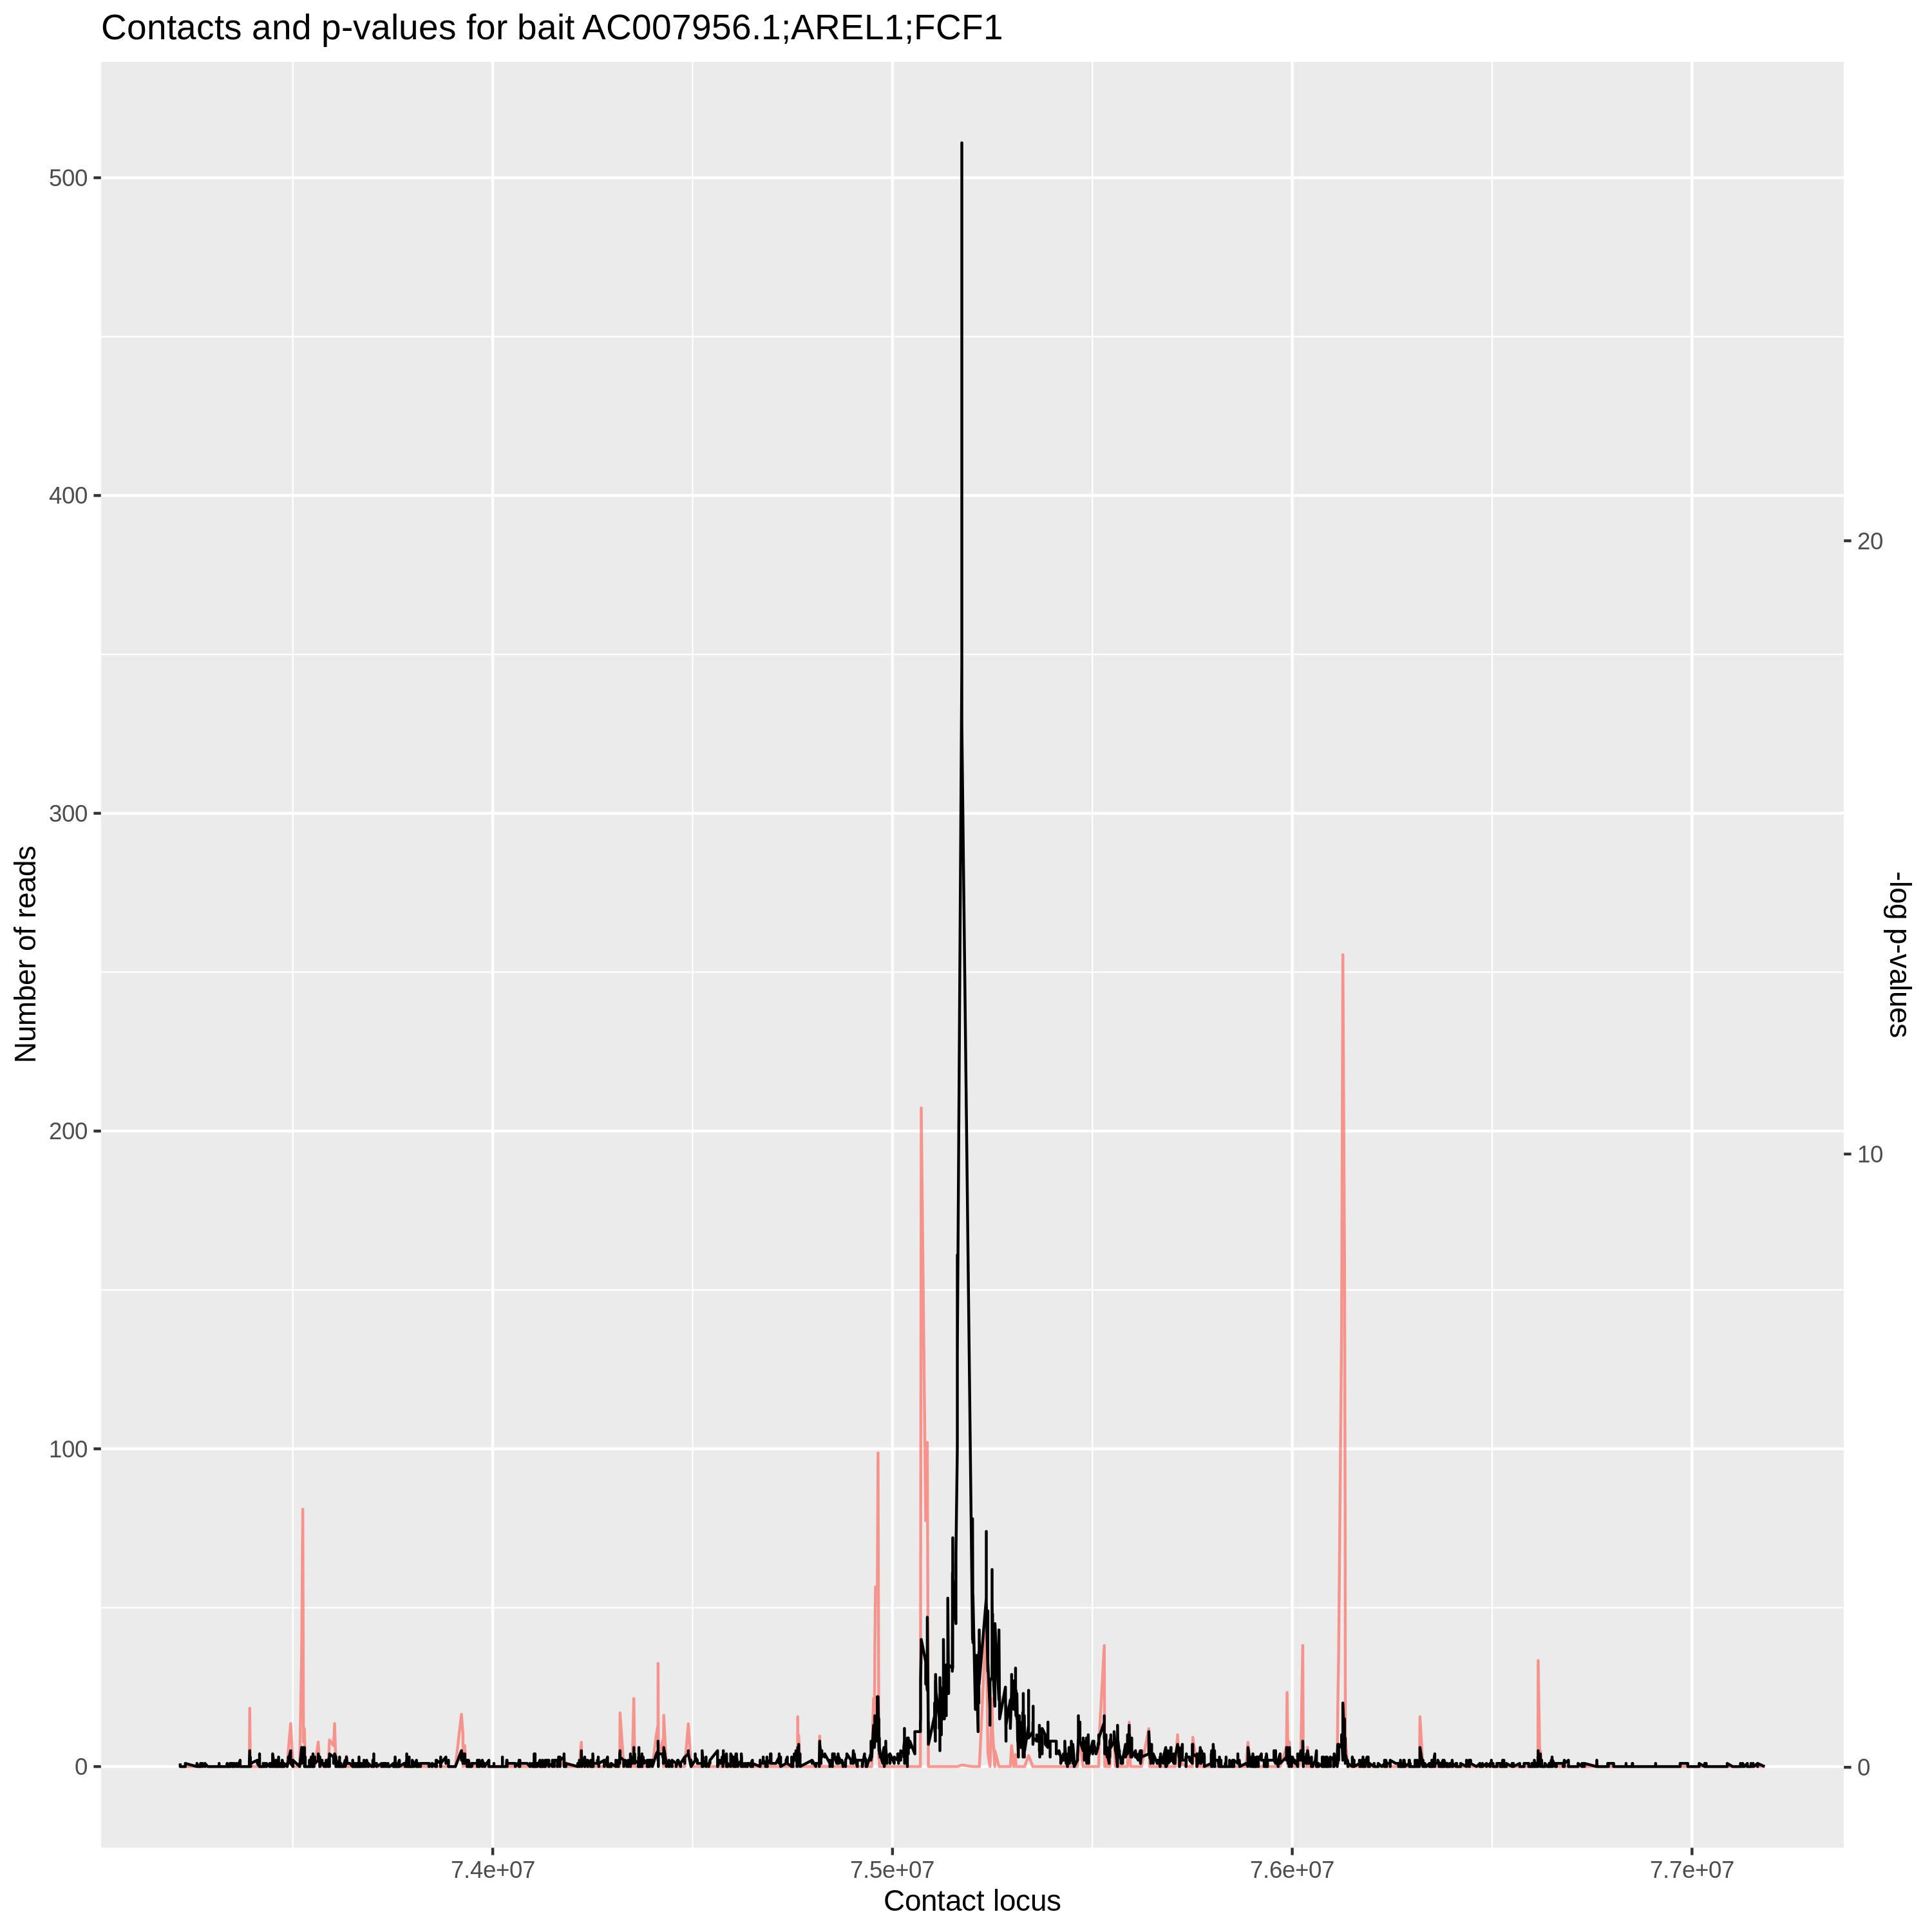 Contacts and p-values for bait AC007956.1;AREL1;FCF1
500
400
300
200
100
0
Number of reads
20
10
0
-log p-values
7.4e+07 7.5e+07 7.6e+07 7.7e+07
Contact locus